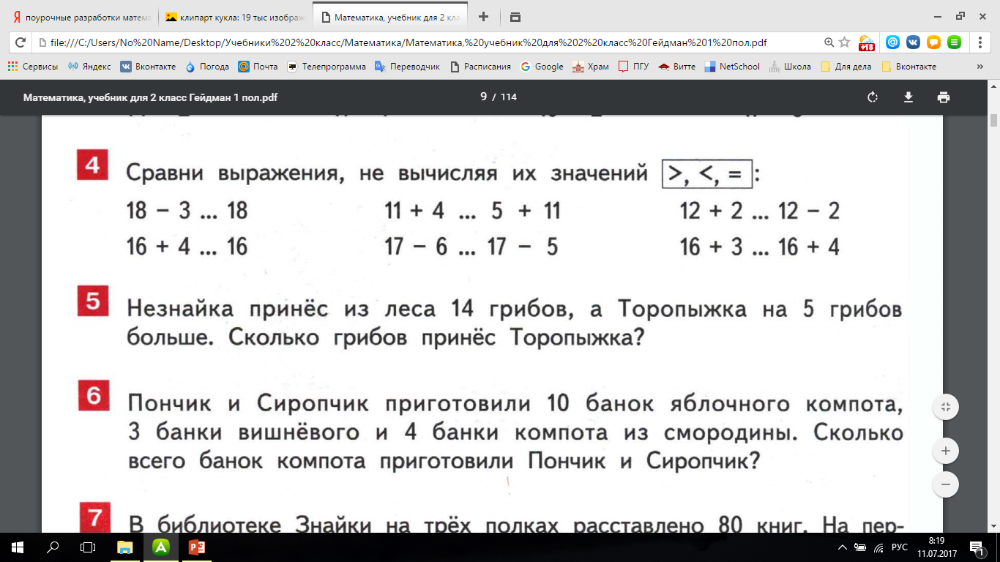 поурочные разработки матема
клипарт кукла: 19 тыс изображ
Математика, учебник для 2 кла
file:///C:/Users/No%20Name/Desktop/Учебники%202%20класс/Математика/Математика,%20учебник%20для%202%20класс%20Гейдман%201%20пол.pdf
+18
Сервисы Яндекс Вконтакте Погода Почта Телепрограмма Переводчик Расписания Google Храм ПГУ Витте NetSchool Школа Для дела Вконтакте »
Математика, учебник для 2 класс Гейдман 1 пол.pdf 9 / 114
4 Сравни выражения, не вычисляя их значений >, <, = :
18 − 3 ... 18 11 + 4 ... 5 + 11 12 + 2 ... 12 − 2
16 + 4 ... 16 17 − 6 ... 17 − 5 16 + 3 ... 16 + 4
5 Незнайка принёс из леса 14 грибов, а Торопыжка на 5 грибов
больше. Сколько грибов принёс Торопыжка?
6 Пончик и Сиропчик приготовили 10 банок яблочного компота,
3 банки вишнёвого и 4 банки компота из смородины. Сколько
всего банок компота приготовили Пончик и Сиропчик?
7 В библиотеке Знайки на трёх полках расставлено 80 книг. На пер-
РУС 8:19
11.07.2017